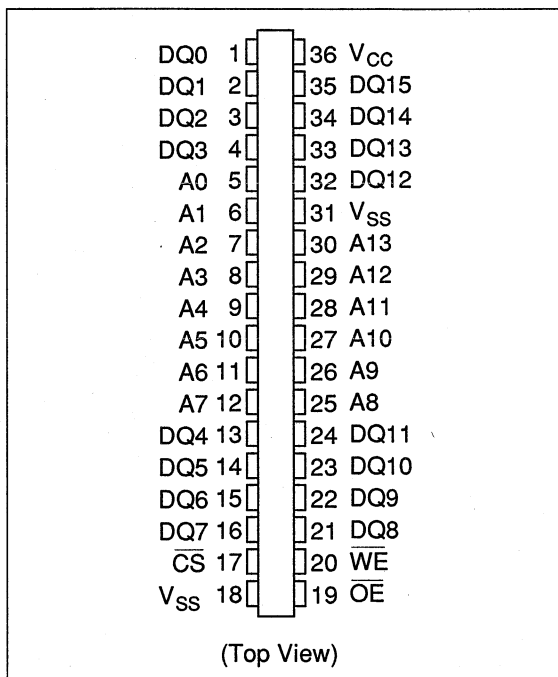 DQ0 1 36 VCC
DQ1 2 35 DQ15
DQ2 3 34 DQ14
DQ3 4 33 DQ13
A0 5 32 DQ12
A1 6 31 VSS
A2 7 30 A13
A3 8 29 A12
A4 9 28 A11
A5 10 27 A10
A6 11 26 A9
A7 12 25 A8
DQ4 13 24 DQ11
DQ5 14 23 DQ10
DQ6 15 22 DQ9
DQ7 16 21 DQ8
C̅S̅ 17 20 W̅E̅
VSS 18 19 O̅E̅
(Top View)